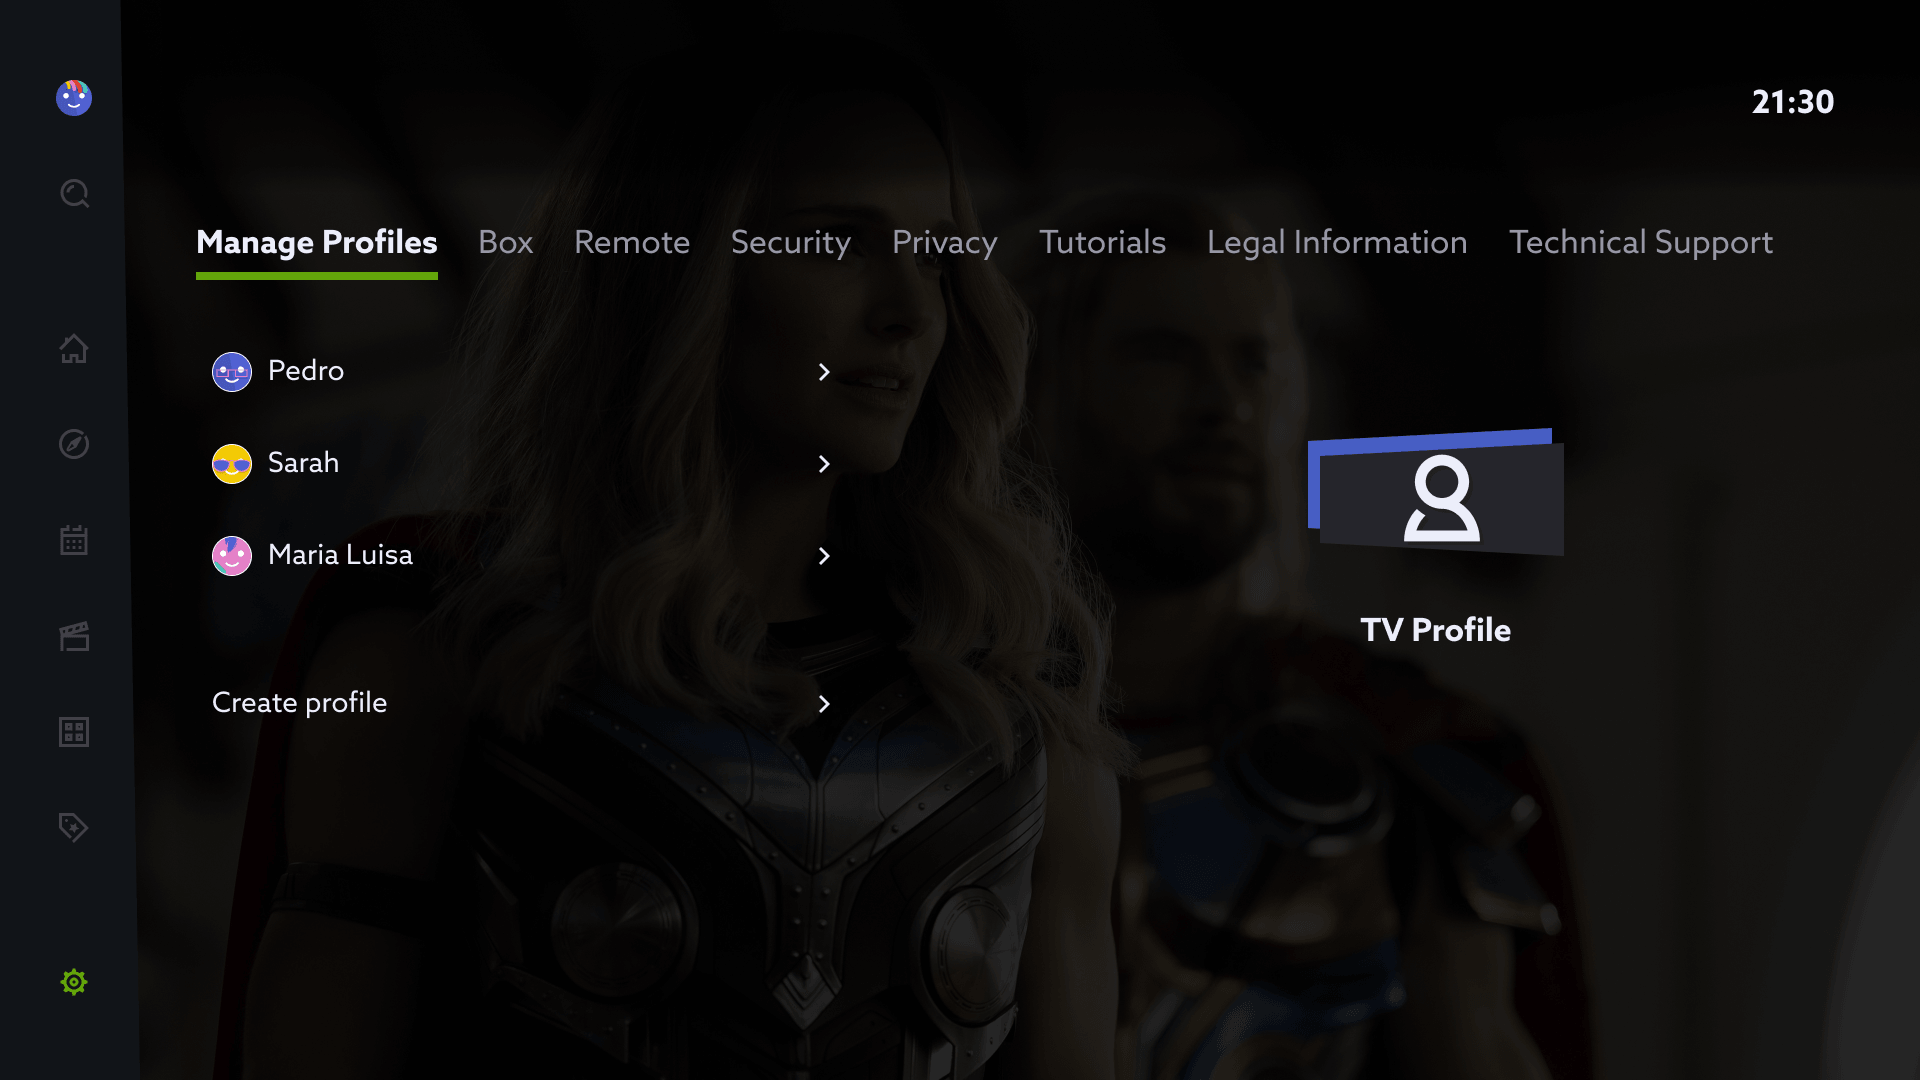 21:30
Manage Profiles Box Remote Security Privacy Tutorials Legal Information Technical Support
Pedro
Sarah
Maria Luisa
TV Profile
Create profile